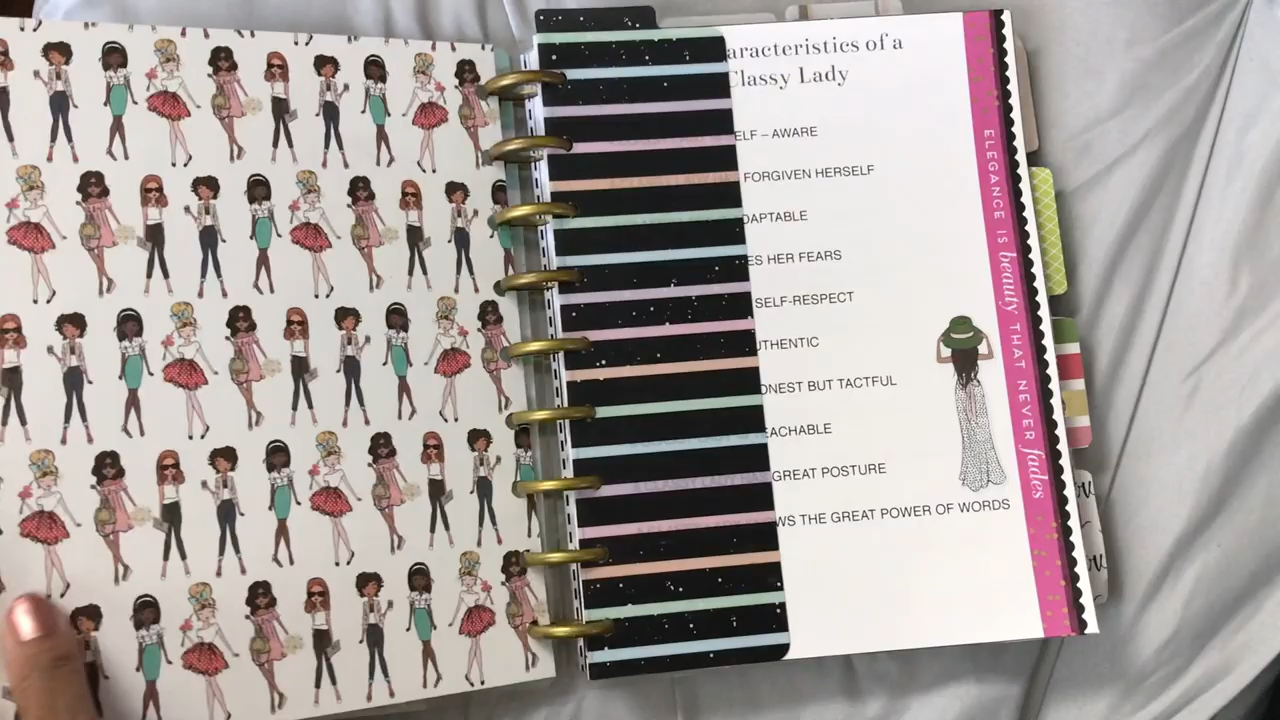 aracteristics of a
Classy Lady
ELF – AWARE
FORGIVEN HERSELF
DAPTABLE
ES HER FEARS
SELF-RESPECT
UTHENTIC
ONEST BUT TACTFUL
EACHABLE
GREAT POSTURE
WS THE GREAT POWER OF WORDS
ELEGANCE IS beauty THAT NEVER fades